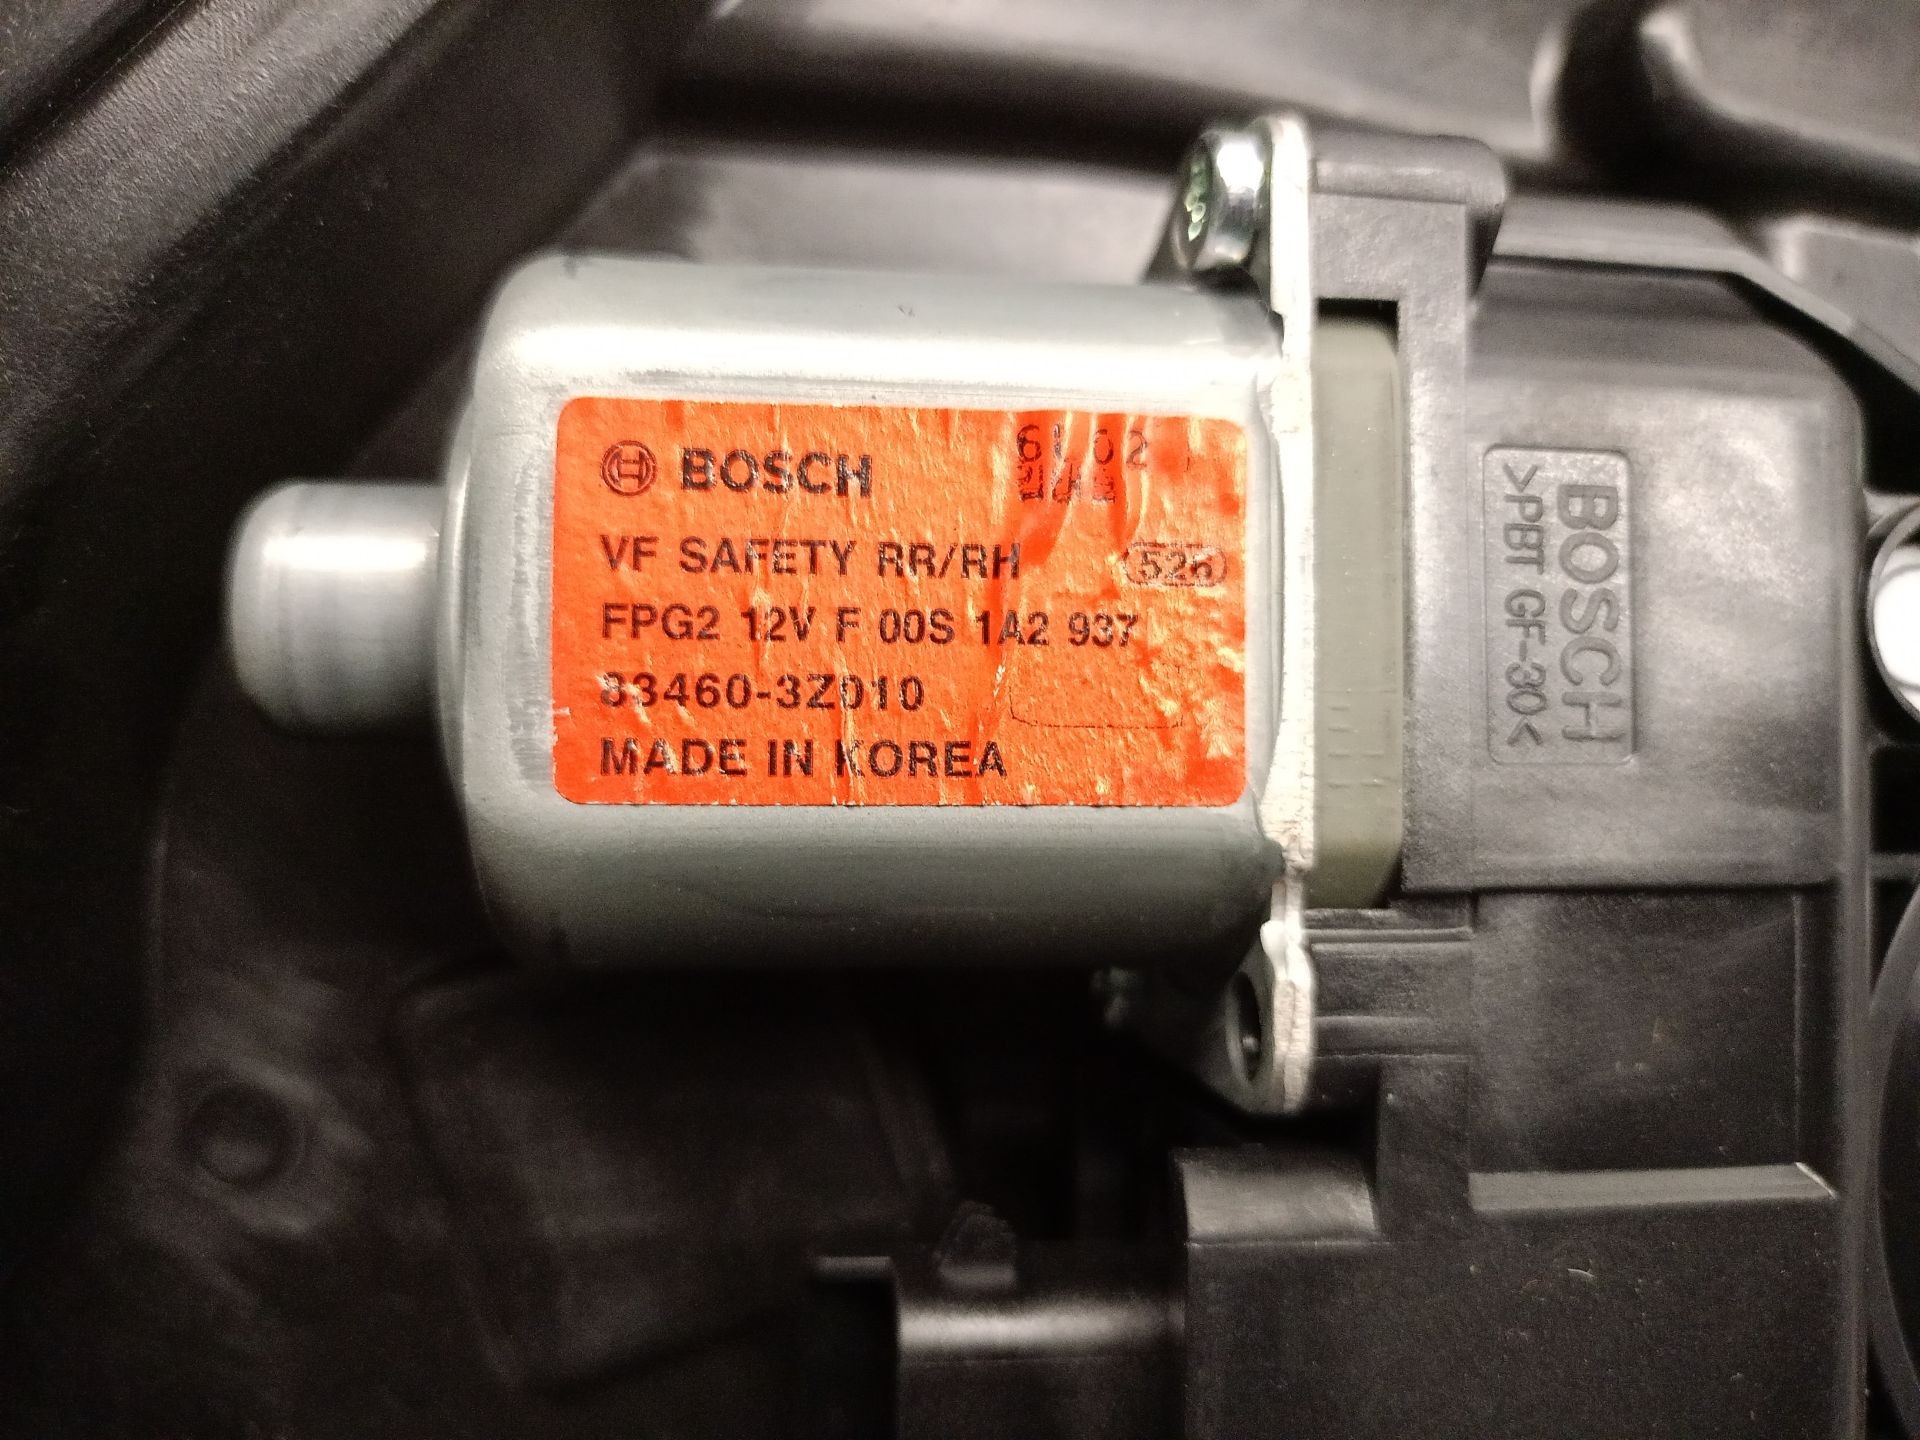 BOSCH
VF SAFETY RR/RH
526
FPG2 12V F 00S 1A2 937
83460-3Z010
MADE IN KOREA
BOSCH
>PBT GF-30<